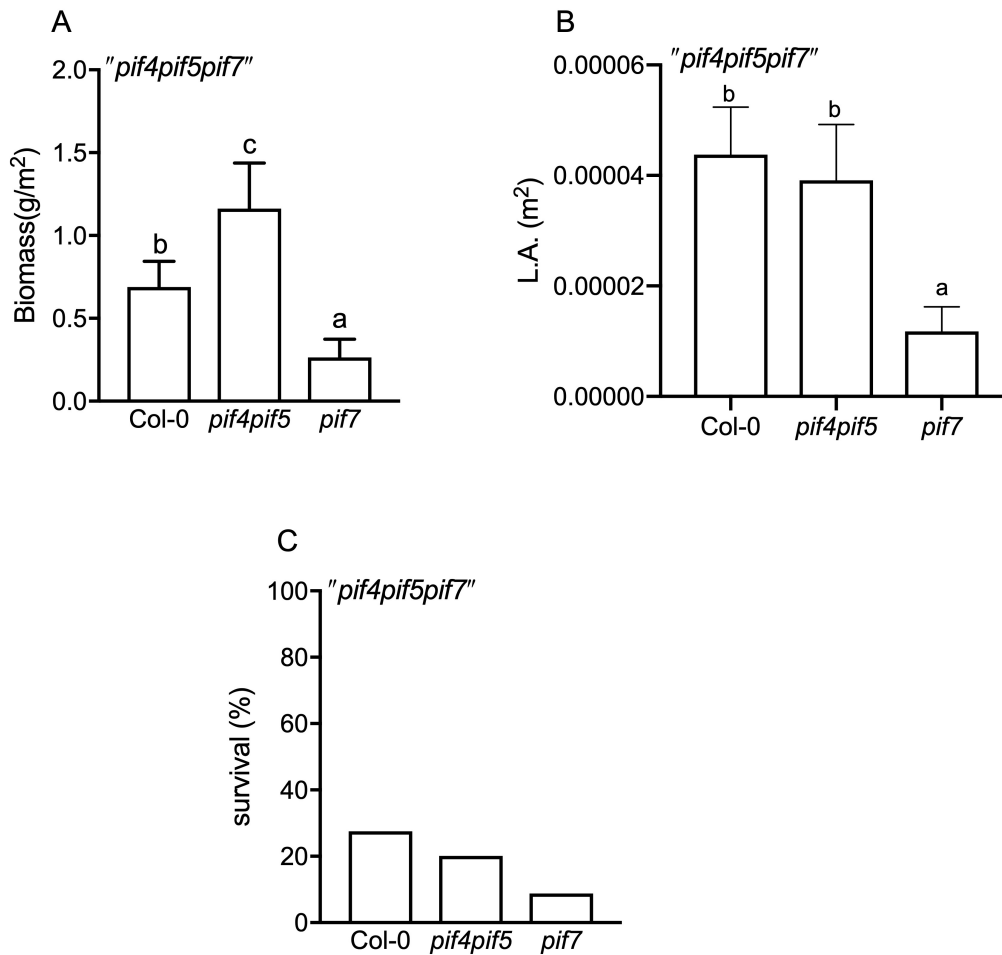 A
"pif4pif5pif7"
2.0
1.5
1.0
0.5
0.0
Biomass(g/m²)
b
c
a
Col-0 pif4pif5 pif7
B
"pif4pif5pif7"
0.00006
0.00004
0.00002
0.00000
L.A. (m²)
b
b
a
Col-0 pif4pif5 pif7
C
"pif4pif5pif7"
100
80
60
40
20
0
survival (%)
Col-0 pif4pif5 pif7